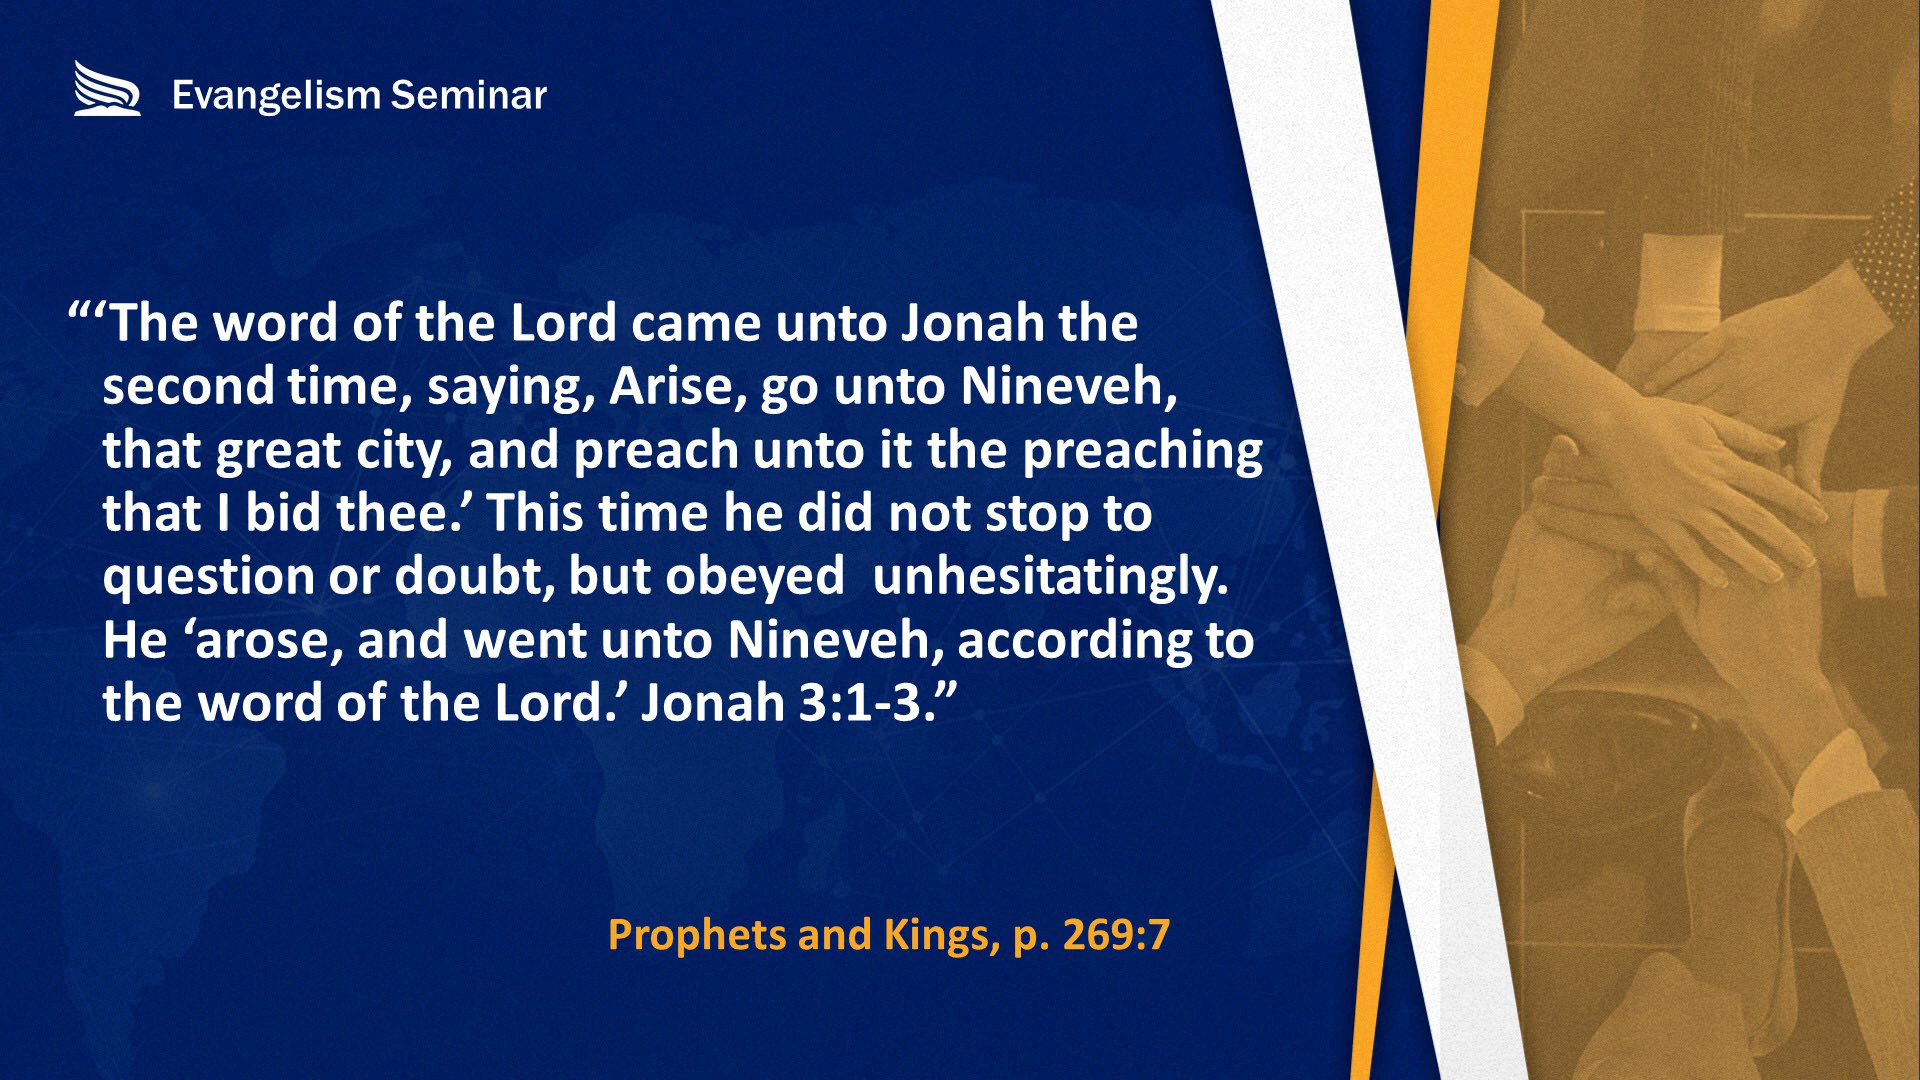 Evangelism Seminar
“‘The word of the Lord came unto Jonah the
second time, saying, Arise, go unto Nineveh,
that great city, and preach unto it the preaching
that I bid thee.’ This time he did not stop to
question or doubt, but obeyed  unhesitatingly.
He ‘arose, and went unto Nineveh, according to
the word of the Lord.’ Jonah 3:1-3.”
Prophets and Kings, p. 269:7